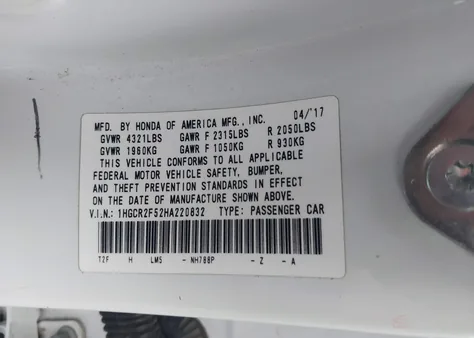 MFD. BY HONDA OF AMERICA MFG., INC. 04/'17
GVWR 4321LBS GAWR F 2315LBS R 2050LBS
GVWR 1960KG GAWR F 1050KG R 930KG
THIS VEHICLE CONFORMS TO ALL APPLICABLE
FEDERAL MOTOR VEHICLE SAFETY, BUMPER,
AND THEFT PREVENTION STANDARDS IN EFFECT
ON THE DATE OF MANUFACTURE SHOWN ABOVE.
V.I.N.: 1HGCR2F52HA220832 TYPE: PASSENGER CAR
T2F H LM5 - NH788P - Z - A